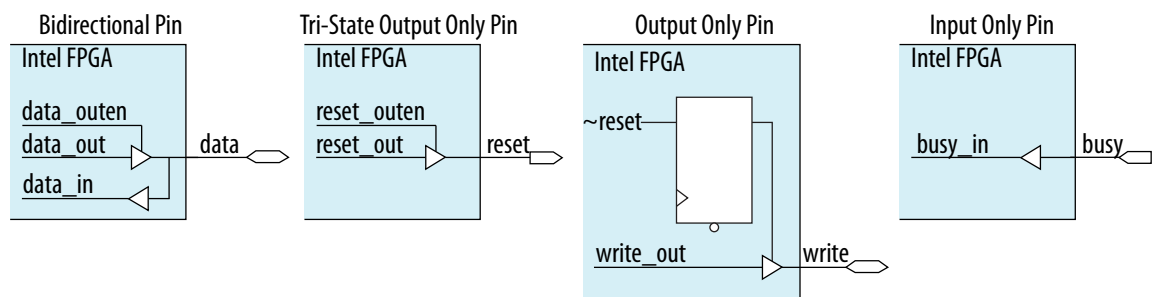 Bidirectional Pin
Intel FPGA
data_outen
data_out
data
data_in
Tri-State Output Only Pin
Intel FPGA
reset_outen
reset_out
reset
Output Only Pin
Intel FPGA
~reset
write_out
write
Input Only Pin
Intel FPGA
busy_in
busy